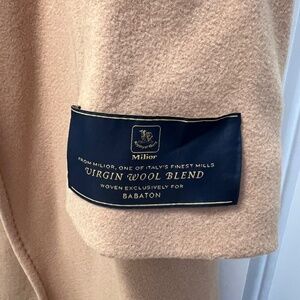 Milior
FROM MILIOR, ONE OF ITALY'S FINEST MILLS
VIRGIN WOOL BLEND
WOVEN EXCLUSIVELY FOR
BABATON